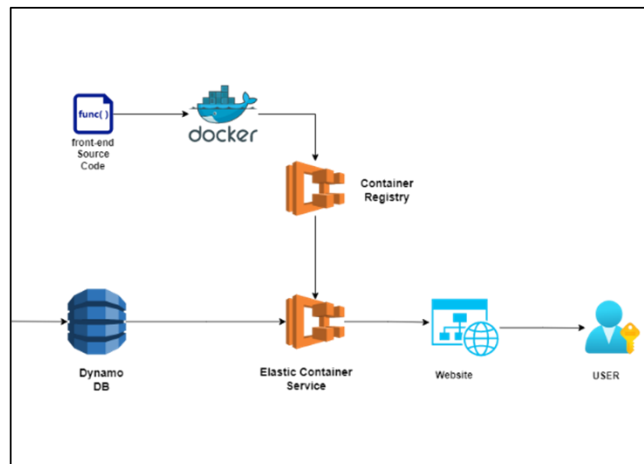 func( )
front-end
Source
Code
docker
Container
Registry
Dynamo
DB
Elastic Container
Service
Website
USER